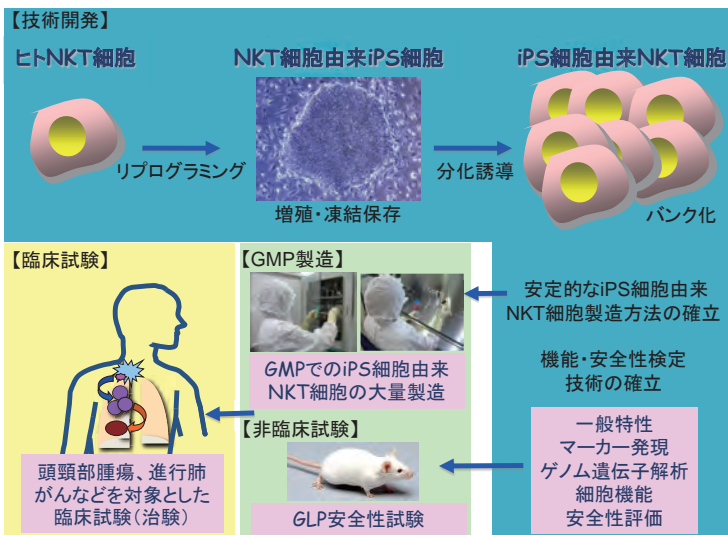 【技術開発】
ヒトNKT細胞
NKT細胞由来iPS細胞
iPS細胞由来NKT細胞
リプログラミング
分化誘導
増殖・凍結保存
バンク化
【臨床試験】
頭頸部腫瘍、進行肺
がんなどを対象とした
臨床試験(治験)
【GMP製造】
GMPでのiPS細胞由来
NKT細胞の大量製造
【非臨床試験】
GLP安全性試験
安定的なiPS細胞由来
NKT細胞製造方法の確立
機能・安全性検定
技術の確立
一般特性
マーカー発現
ゲノム遺伝子解析
細胞機能
安全性評価